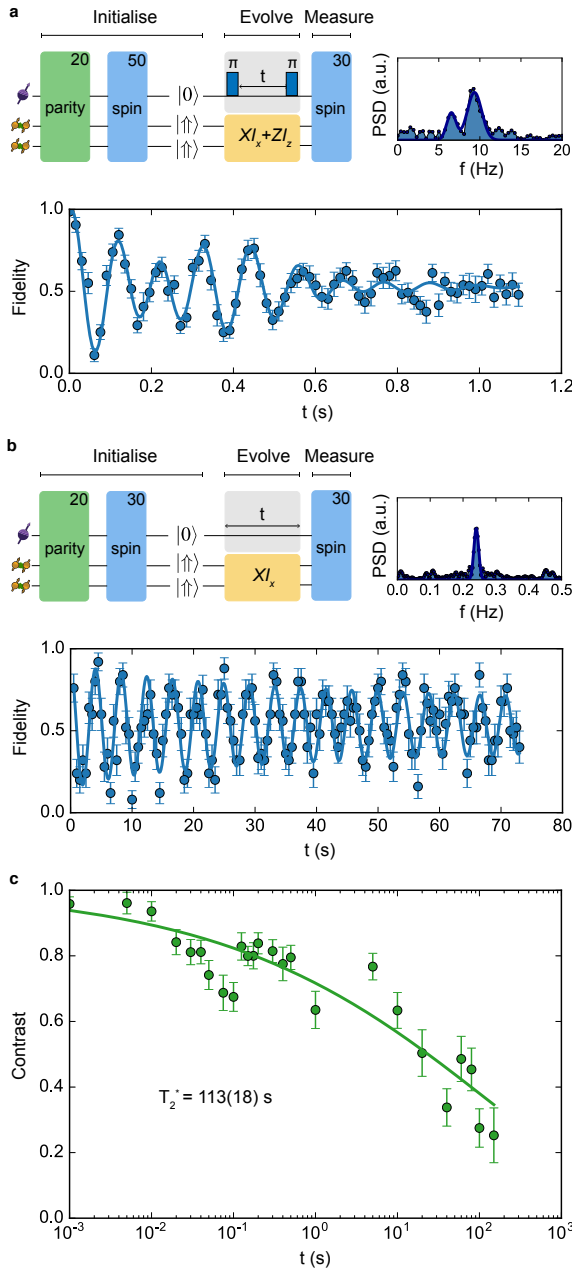 a
Initialise Evolve Measure
20 50 π π 30
t
|0⟩
parity spin |⇑⟩ XIx+ZIz spin
|⇑⟩
PSD (a.u.)
0 5 10 15 20
f (Hz)
Fidelity
1.0
0.5
0.0
0.0 0.2 0.4 0.6 0.8 1.0 1.2
t (s)
b
Initialise Evolve Measure
20 30 30
t
|0⟩
parity spin |⇑⟩ XIx spin
|⇑⟩
PSD (a.u.)
0.0 0.1 0.2 0.3 0.4 0.5
f (Hz)
Fidelity
1.0
0.5
0.0
0 10 20 30 40 50 60 70 80
t (s)
c
Contrast
1.0
0.8
0.6
0.4
0.2
0.0
T₂* = 113(18) s
10⁻³ 10⁻² 10⁻¹ 10⁰ 10¹ 10² 10³
t (s)